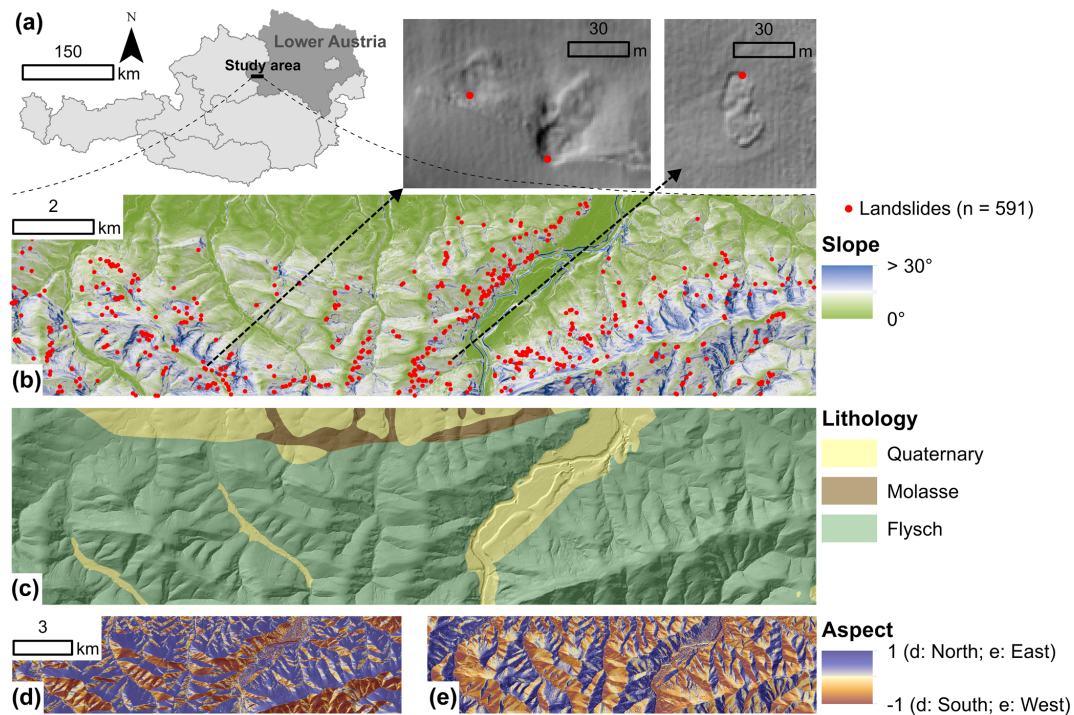 (a)
N
150
km
Lower Austria
Study area
30
m
30
m
2
km
(b)
Landslides (n = 591)
Slope
> 30°
0°
(c)
Lithology
Quaternary
Molasse
Flysch
3
km
(d)
(e)
Aspect
1 (d: North; e: East)
-1 (d: South; e: West)